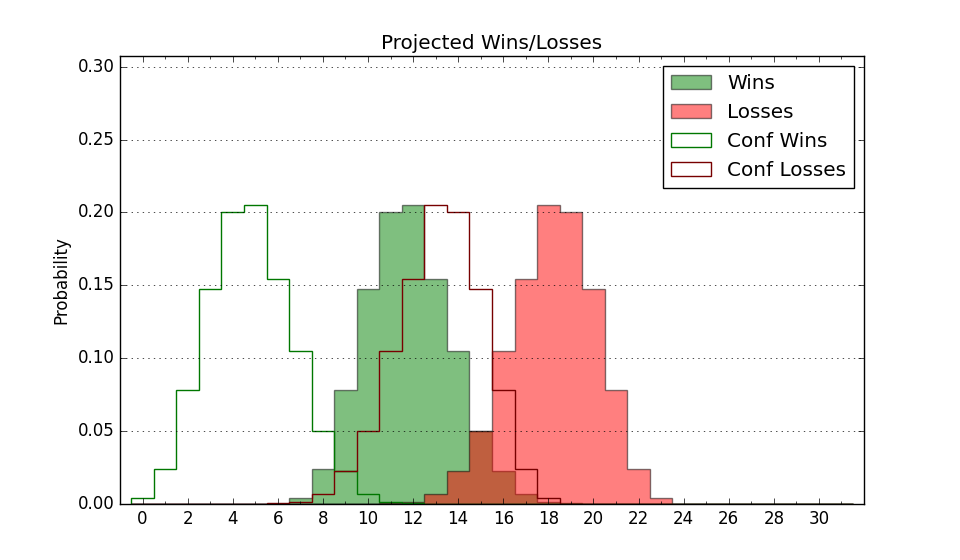 Projected Wins/Losses
Probability
0.30
0.25
0.20
0.15
0.10
0.05
0.00
Wins
Losses
Conf Wins
Conf Losses
0 2 4 6 8 10 12 14 16 18 20 22 24 26 28 30